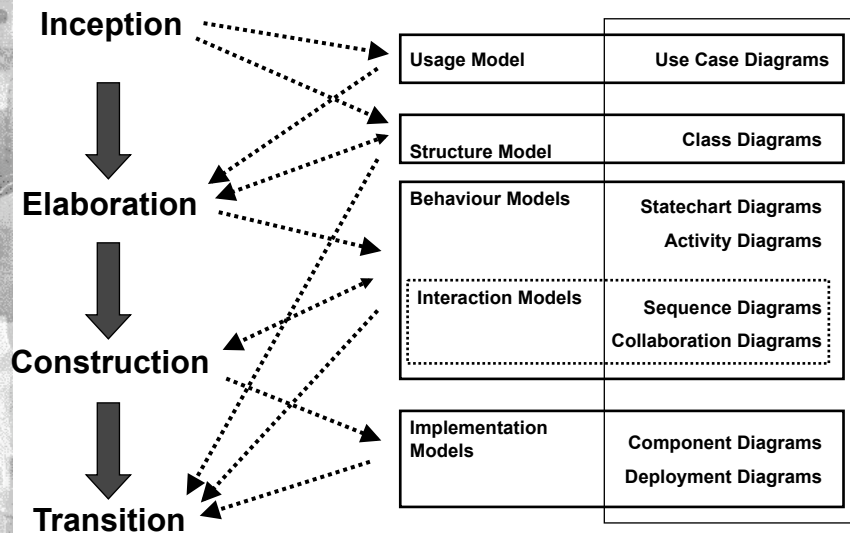 Inception
Elaboration
Construction
Transition
Usage Model
Use Case Diagrams
Structure Model
Class Diagrams
Behaviour Models
Statechart Diagrams
Activity Diagrams
Interaction Models
Sequence Diagrams
Collaboration Diagrams
Implementation
Models
Component Diagrams
Deployment Diagrams